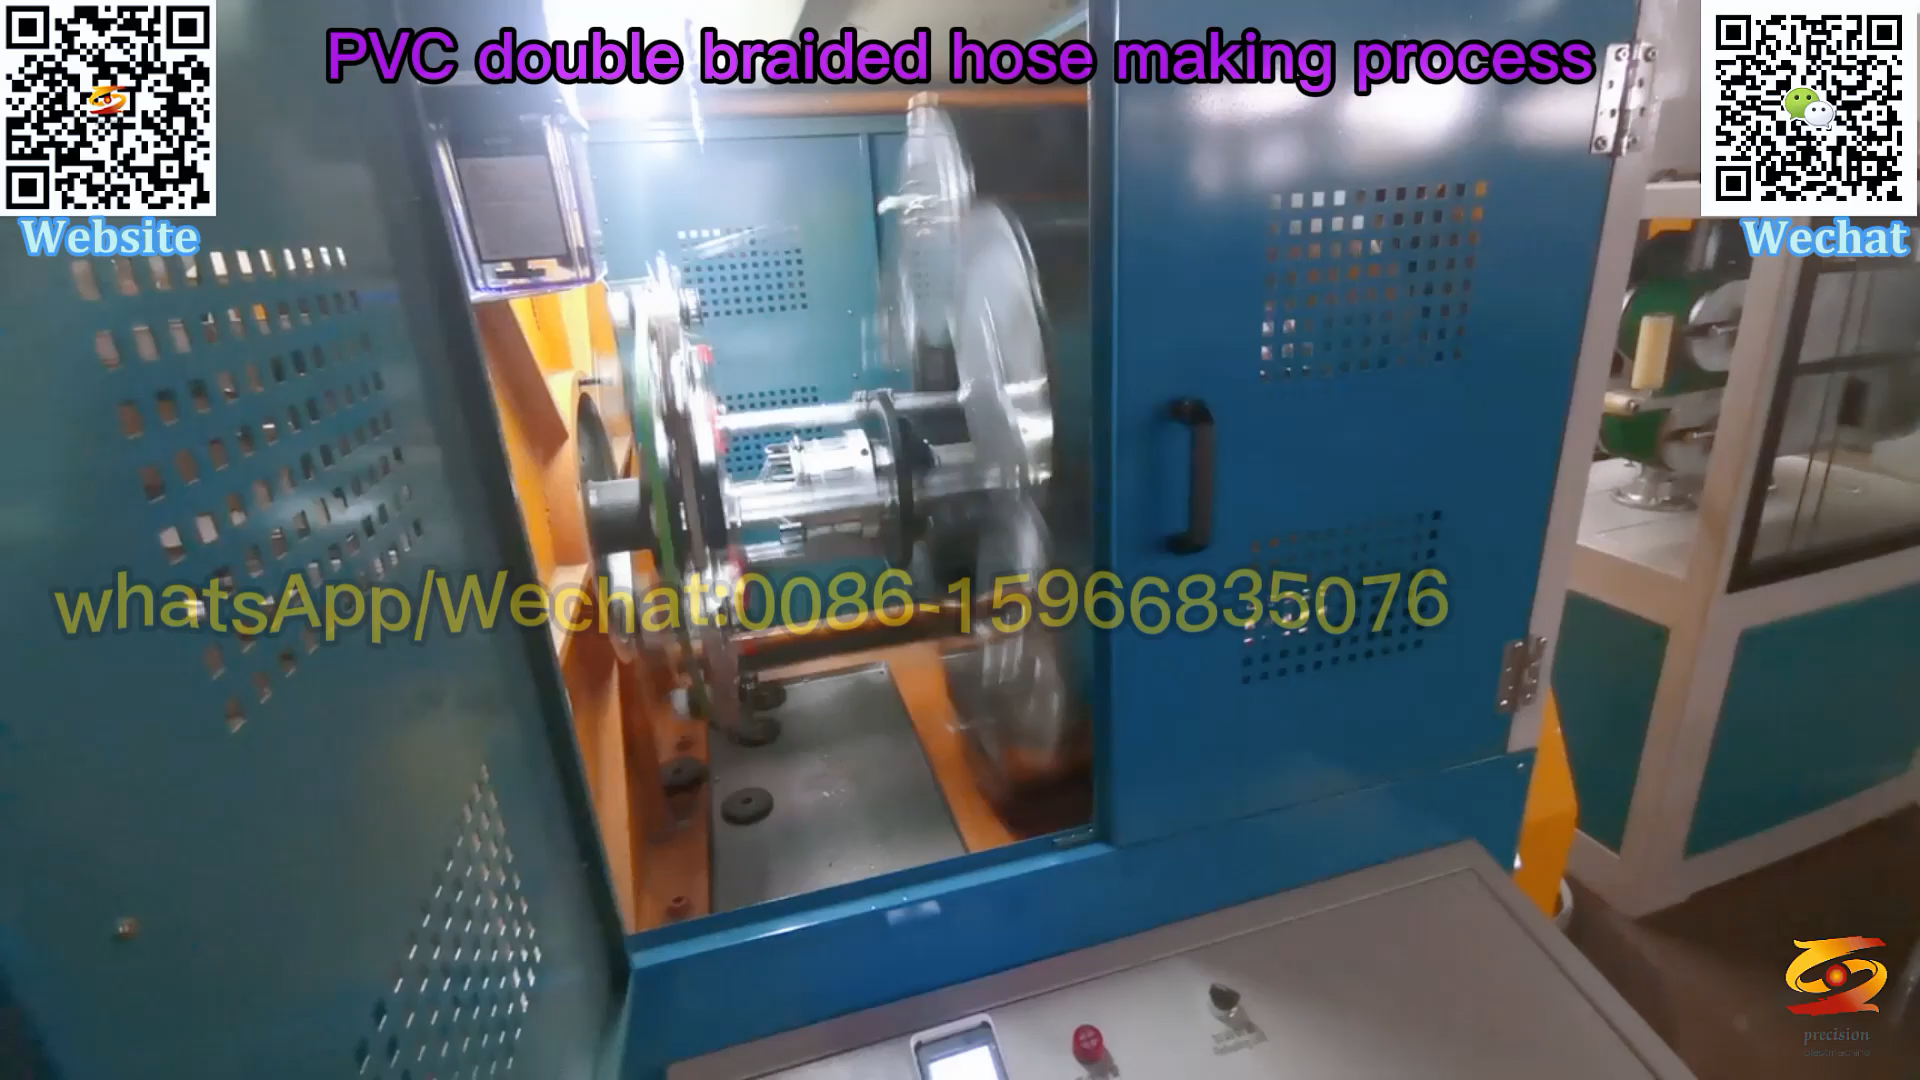 PVC double braided hose making process
Website
Wechat
whatsApp/Wechat:0086-15966835076
precision